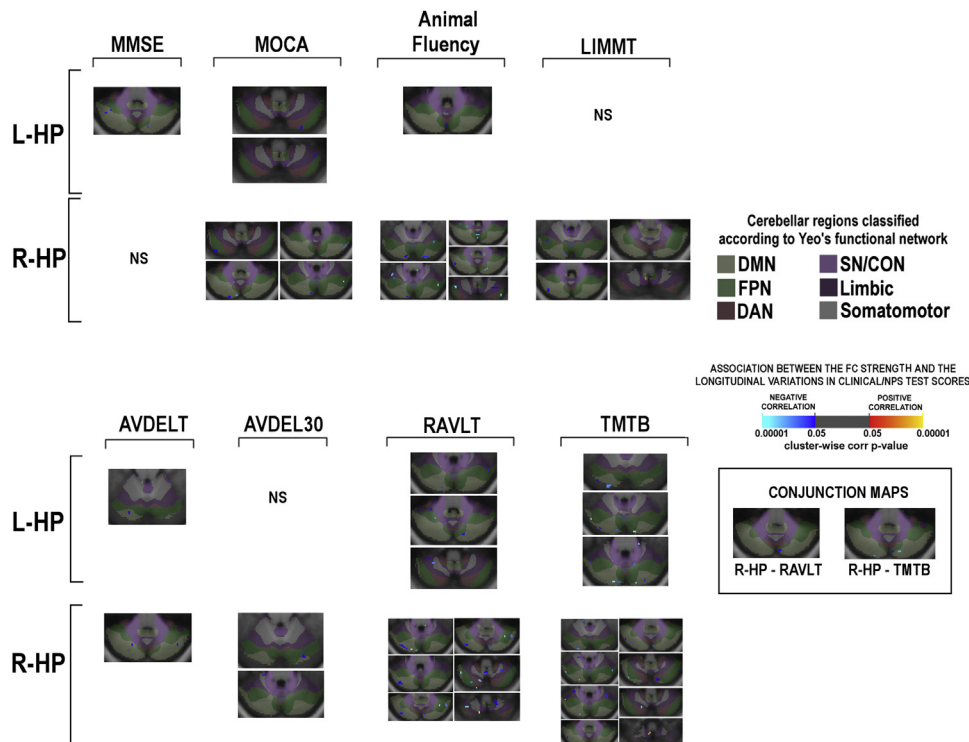 MMSE
MOCA
Animal
Fluency
LIMMT
L-HP
NS
R-HP
NS
Cerebellar regions classified
according to Yeo's functional network
DMN
SN/CON
FPN
Limbic
DAN
Somatomotor
ASSOCIATION BETWEEN THE FC STRENGTH AND THE
LONGITUDINAL VARIATIONS IN CLINICAL/NPS TEST SCORES
NEGATIVE
CORRELATION
POSITIVE
CORRELATION
0.00001
0.05
0.05
0.00001
cluster-wise corr p-value
AVDELT
AVDEL30
RAVLT
TMTB
L-HP
NS
CONJUNCTION MAPS
R-HP - RAVLT
R-HP - TMTB
R-HP